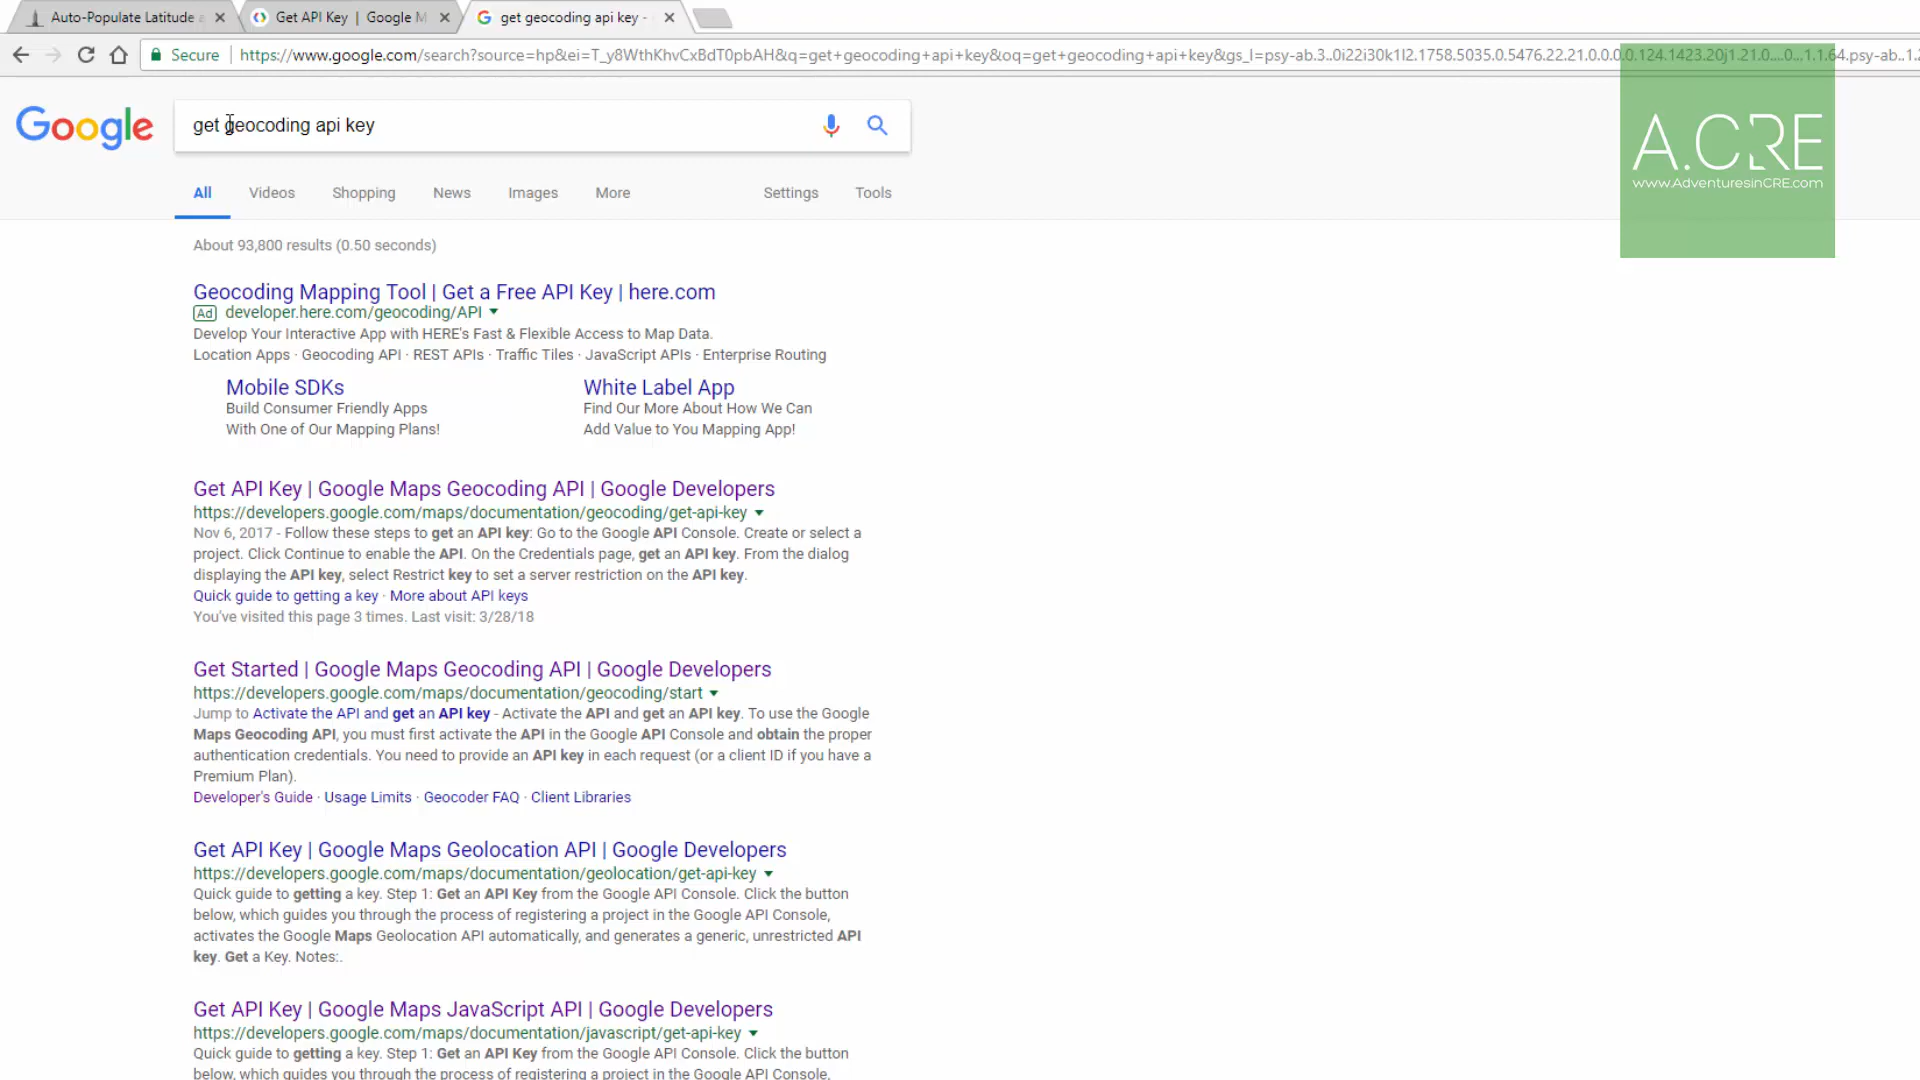 Auto-Populate Latitude
Get API Key | Google M
get geocoding api key -
Secure
https://www.google.com/search?source=hp&ei=T_y8WthKhvCxBdT0pbAH&q=get+geocoding+api+key&oq=get+geocoding+api+key&gs_l=psy-ab.3..0i22i30k1l2.1758.5035.0.5476.22.21.0.0.0.0.124.1423.20j1.21.0....0...1.1.64.psy-ab..1.
Google
get geocoding api key
A.CRE
www.AdventuresinCRE.com
All
Videos
Shopping
News
Images
More
Settings
Tools
About 93,800 results (0.50 seconds)
Geocoding Mapping Tool | Get a Free API Key | here.com
Ad developer.here.com/geocoding/API
Develop Your Interactive App with HERE's Fast & Flexible Access to Map Data.
Location Apps · Geocoding API · REST APIs · Traffic Tiles · JavaScript APIs · Enterprise Routing
Mobile SDKs
Build Consumer Friendly Apps
With One of Our Mapping Plans!
White Label App
Find Our More About How We Can
Add Value to You Mapping App!
Get API Key | Google Maps Geocoding API | Google Developers
https://developers.google.com/maps/documentation/geocoding/get-api-key
Nov 6, 2017 - Follow these steps to get an API key: Go to the Google API Console. Create or select a
project. Click Continue to enable the API. On the Credentials page, get an API key. From the dialog
displaying the API key, select Restrict key to set a server restriction on the API key.
Quick guide to getting a key · More about API keys
You've visited this page 3 times. Last visit: 3/28/18
Get Started | Google Maps Geocoding API | Google Developers
https://developers.google.com/maps/documentation/geocoding/start
Jump to Activate the API and get an API key - Activate the API and get an API key. To use the Google
Maps Geocoding API, you must first activate the API in the Google API Console and obtain the proper
authentication credentials. You need to provide an API key in each request (or a client ID if you have a
Premium Plan).
Developer's Guide · Usage Limits · Geocoder FAQ · Client Libraries
Get API Key | Google Maps Geolocation API | Google Developers
https://developers.google.com/maps/documentation/geolocation/get-api-key
Quick guide to getting a key. Step 1: Get an API Key from the Google API Console. Click the button
below, which guides you through the process of registering a project in the Google API Console,
activates the Google Maps Geolocation API automatically, and generates a generic, unrestricted API
key. Get a Key. Notes:.
Get API Key | Google Maps JavaScript API | Google Developers
https://developers.google.com/maps/documentation/javascript/get-api-key
Quick guide to getting a key. Step 1: Get an API Key from the Google API Console. Click the button
below, which guides you through the process of registering a project in the Google API Console,